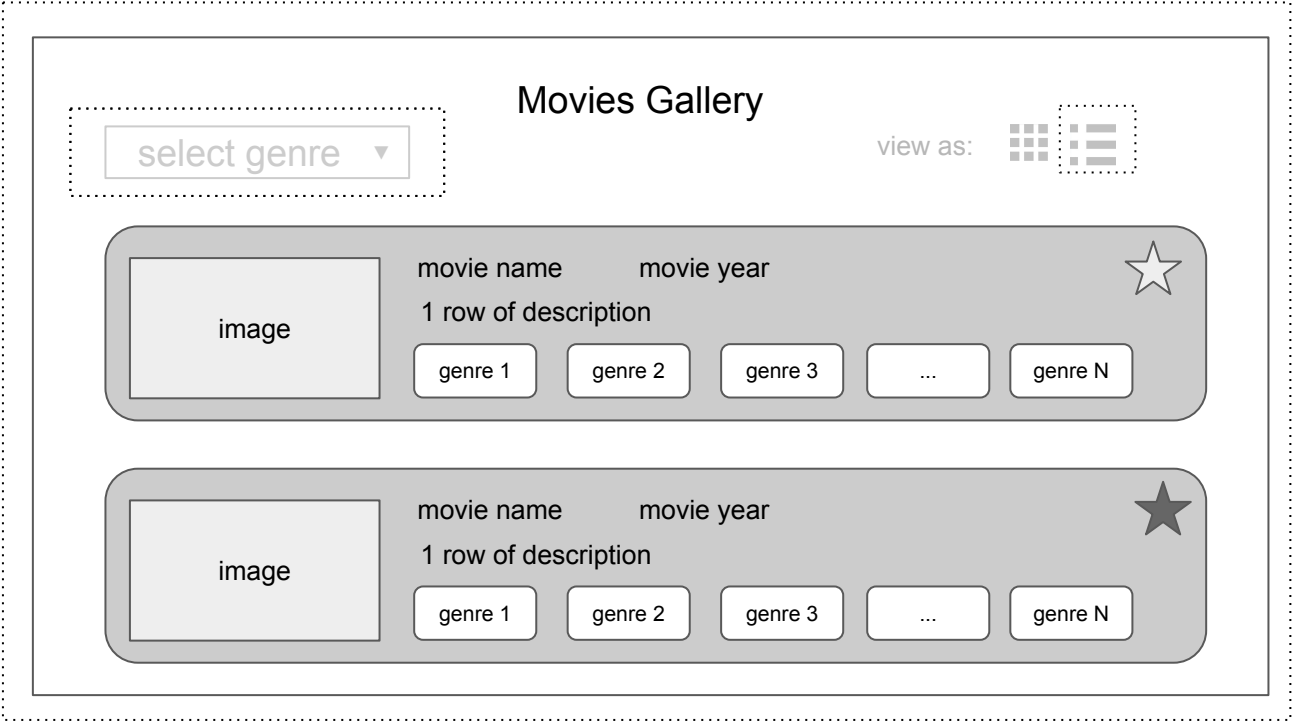 Movies Gallery
select genre ▼
view as:
image
movie name movie year
1 row of description
genre 1 genre 2 genre 3 ... genre N
image
movie name movie year
1 row of description
genre 1 genre 2 genre 3 ... genre N